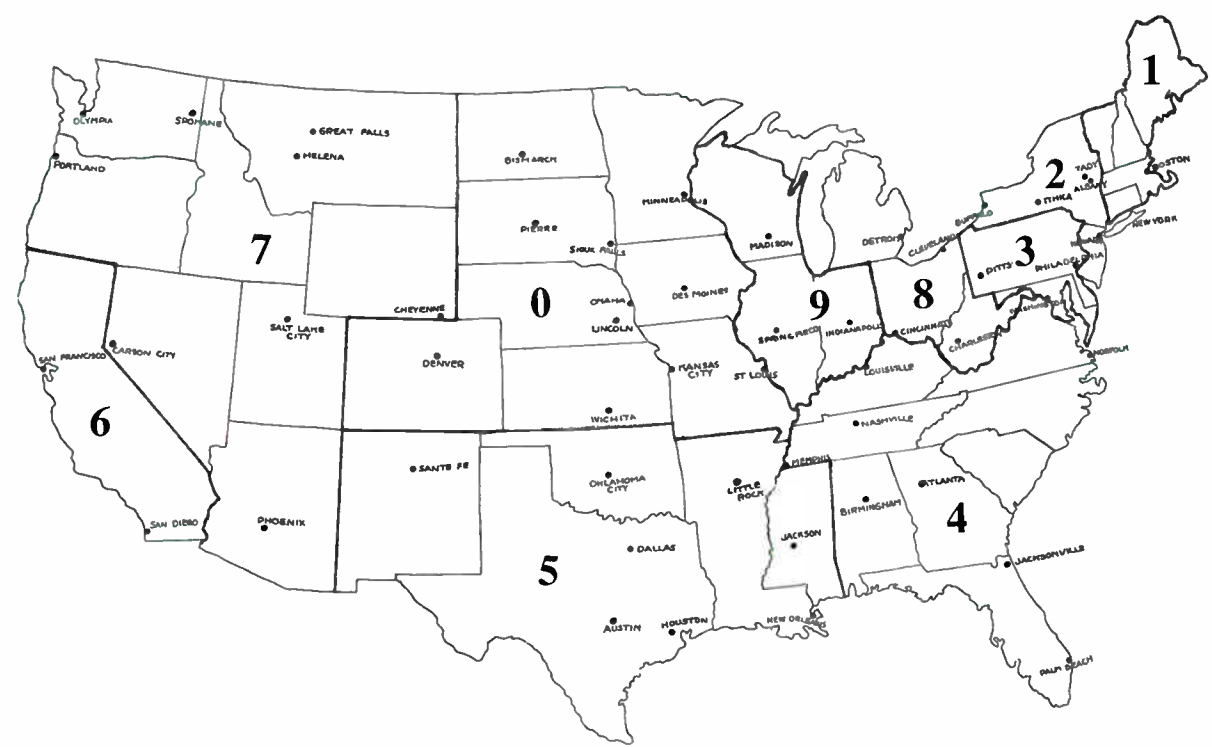 1
OLYMPIA
SPOKANE
GREAT FALLS
HELENA
BISMARCH
PORTLAND
BOSTON
2
ALBANY
ITHKA
MINNEAPOLIS
BUFFALO
NEW YORK
PIERRE
MADISON
DETROIT
CLEVELAND
SIOUX FALLS
7
3
PITTS
PHILADELPHIA
NEWARK
DES MOINES
8
0
9
OMAHA
CHEYENNE
WASHINGTON
LINCOLN
SALT LAKE
CITY
SPRINGFIELD
INDIANAPOLIS
CINCINNATI
SAN FRANCISCO
CARSON CITY
DENVER
KANSAS
CITY
ST LOUIS
LOUISVILLE
NORFOLK
6
WICHITA
NASHVILLE
MEMPHIS
SANTE FE
OKLAHOMA
CITY
LITTLE
ROCK
ATLANTA
BIRMINGHAM
4
SAN DIEGO
PHOENIX
JACKSON
DALLAS
5
JACKSONVILLE
AUSTIN
HOUSTON
NEW ORLEANS
PALM BEACH